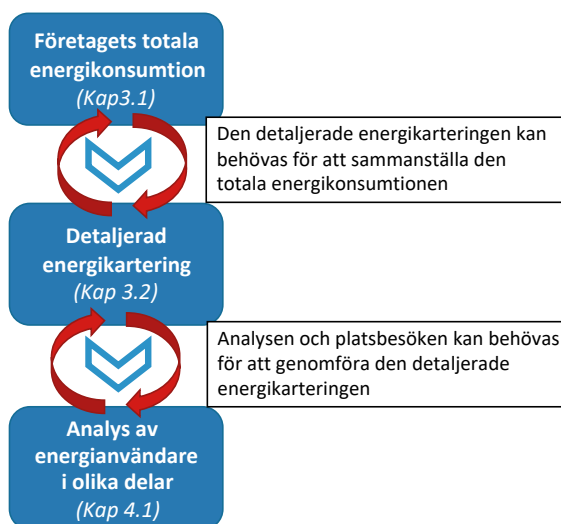 Företagets totala
energikonsumtion
(Kap3.1)
Den detaljerade energikarteringen kan
behövas för att sammanställa den
totala energikonsumtionen
Detaljerad
energikartering
(Kap 3.2)
Analysen och platsbesöken kan behövas
för att genomföra den detaljerade
energikarteringen
Analys av
energianvändare
i olika delar
(Kap 4.1)